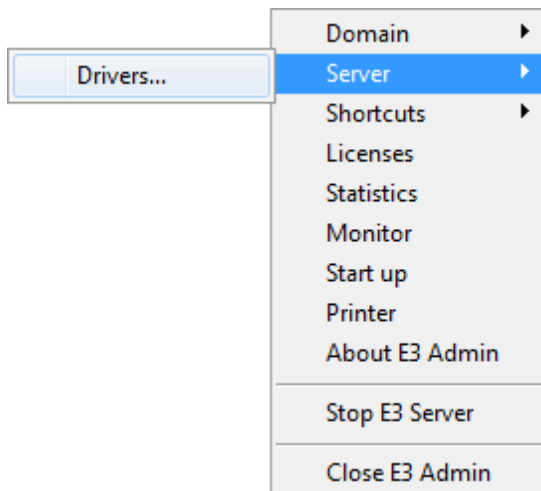 Domain
Drivers...
Server
Shortcuts
Licenses
Statistics
Monitor
Start up
Printer
About E3 Admin
Stop E3 Server
Close E3 Admin